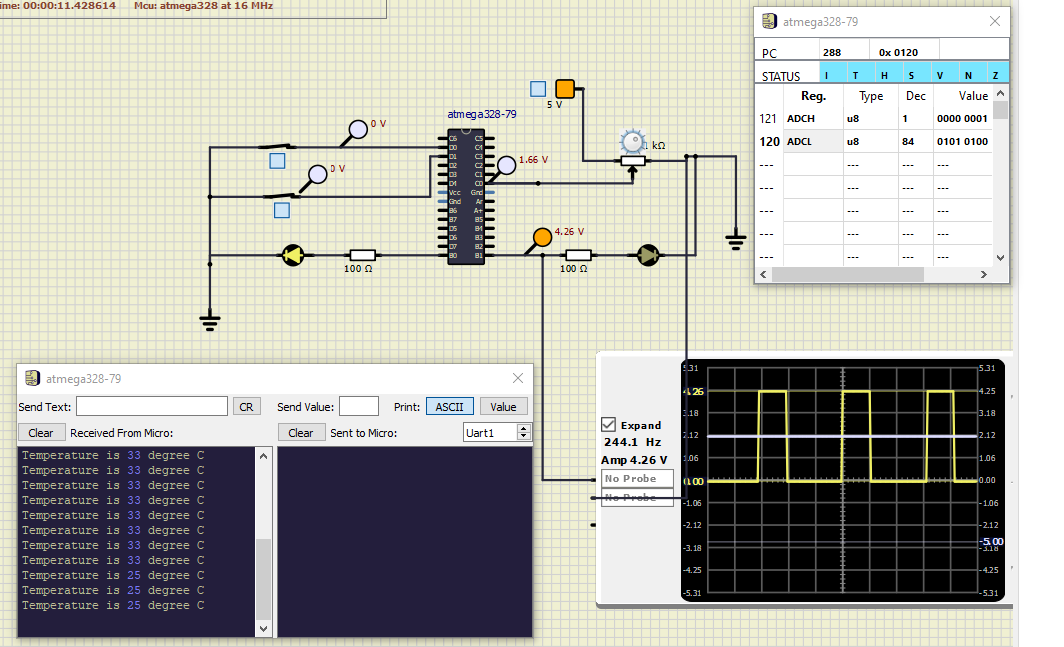 ime: 00:00:11.428614 Mcu: atmega328 at 16 MHz
atmega328-79
PC 288 0x 0120
STATUS I T H S V N Z
Reg. Type Dec Value
121 ADCH u8 1 0000 0001
120 ADCL u8 84 0101 0100
--- --- --- ---
--- --- --- ---
--- --- --- ---
--- --- --- ---
--- --- --- ---
5 V
atmega328-79
0 V
0 V
1 kΩ
1.66 V
C6 C5
D0 C4
D1 C3
D2 C2
D3 C1
D4 C0
Vcc Gnd
Gnd Ar
B6 A+
B7 B5
D5 B4
D6 B3
D7 B2
B0 B1
4.26 V
100 Ω
100 Ω
atmega328-79
Send Text: CR Send Value: Print: ASCII Value
Clear Received From Micro: Clear Sent to Micro: Uart1
Temperature is 33 degree C
Temperature is 33 degree C
Temperature is 33 degree C
Temperature is 33 degree C
Temperature is 33 degree C
Temperature is 33 degree C
Temperature is 33 degree C
Temperature is 33 degree C
Temperature is 25 degree C
Temperature is 25 degree C
Temperature is 25 degree C
Expand
244.1 Hz
Amp 4.26 V
No Probe
No Probe
5.31 5.31
4.26 4.25
3.18 3.18
2.12 2.12
1.06 1.06
0.00 0.00
-1.06 -1.06
-2.12 -2.12
-5.00
-3.18 -3.18
-4.25 -4.25
-5.31 -5.31